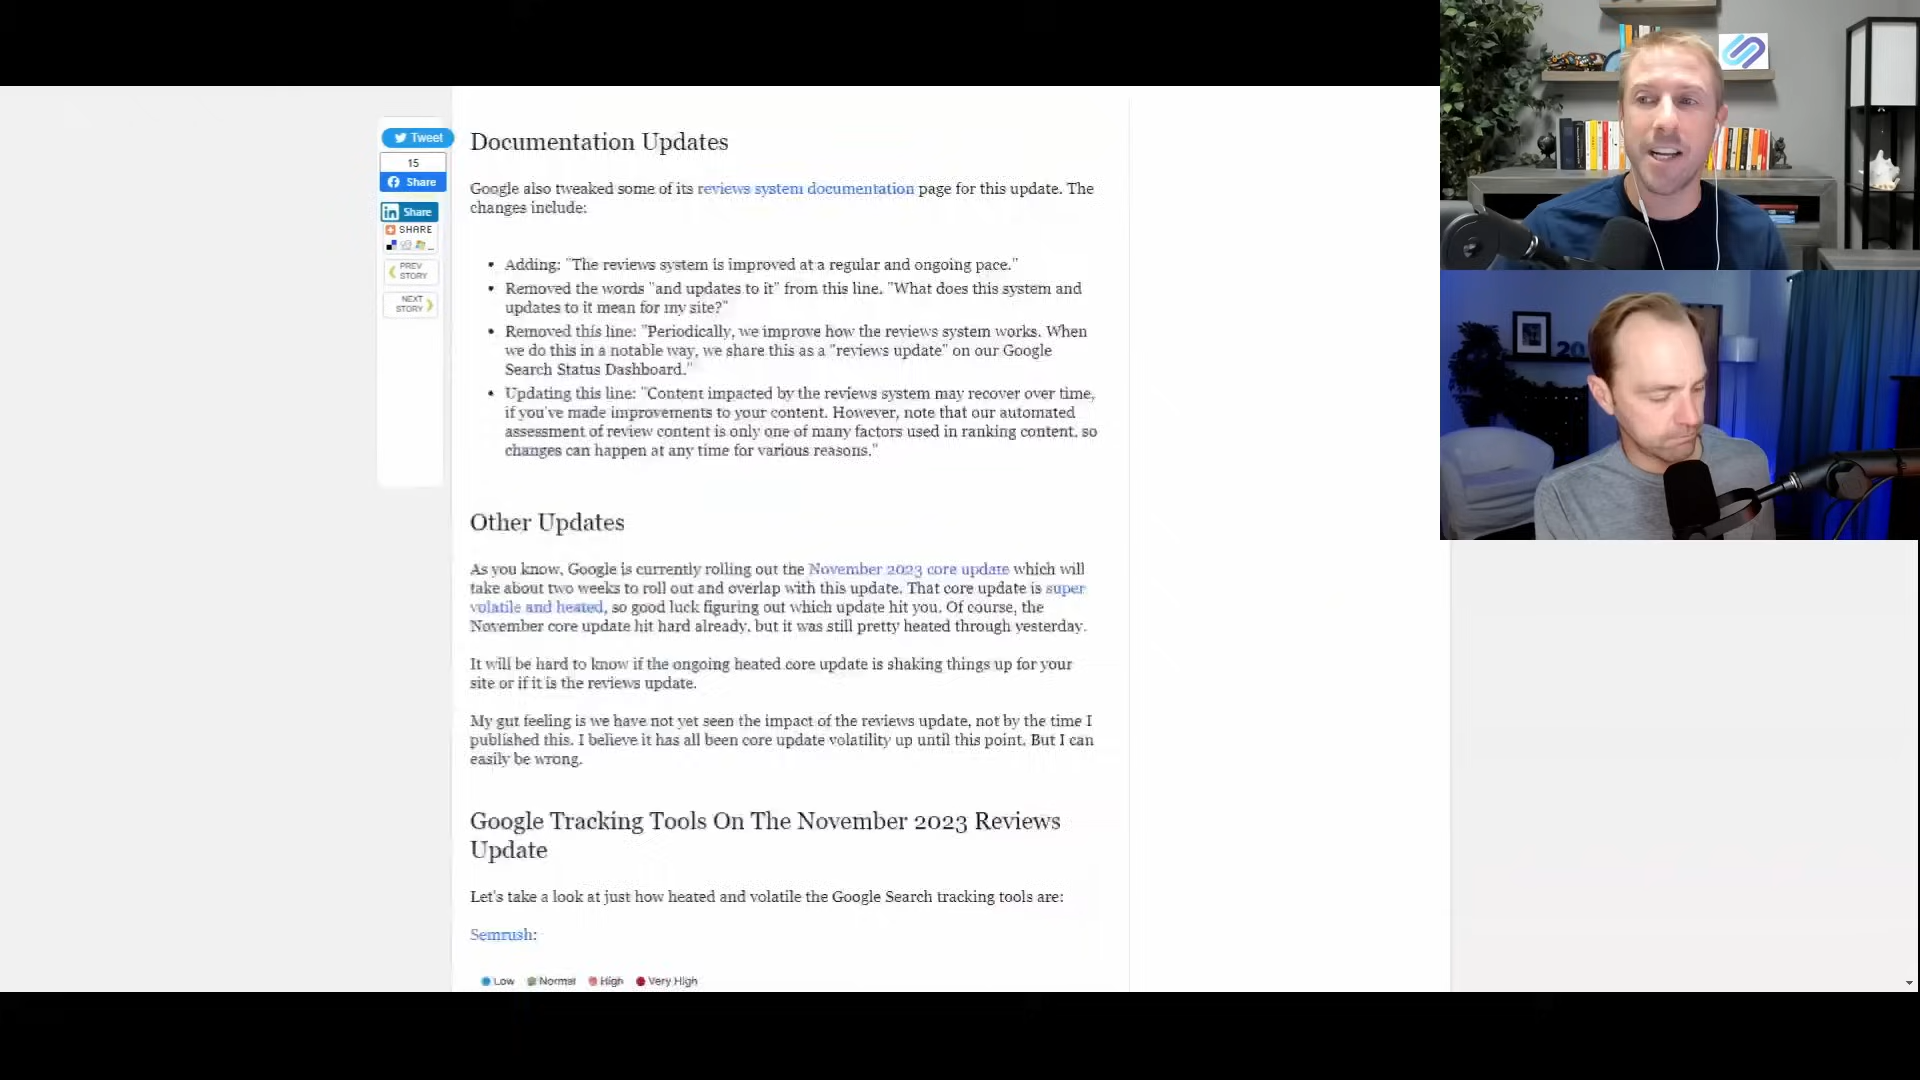 Tweet
15
Share
Share
SHARE
PREV
STORY
NEXT
STORY
Documentation Updates
Google also tweaked some of its reviews system documentation page for this update. The
changes include:
• Adding: "The reviews system is improved at a regular and ongoing pace."
• Removed the words "and updates to it" from this line. "What does this system and
updates to it mean for my site?"
• Removed this line: "Periodically, we improve how the reviews system works. When
we do this in a notable way, we share this as a "reviews update" on our Google
Search Status Dashboard."
• Updating this line: "Content impacted by the reviews system may recover over time,
if you've made improvements to your content. However, note that our automated
assessment of review content is only one of many factors used in ranking content, so
changes can happen at any time for various reasons."
Other Updates
As you know, Google is currently rolling out the November 2023 core update which will
take about two weeks to roll out and overlap with this update. That core update is super
volatile and heated, so good luck figuring out which update hit you. Of course, the
November core update hit hard already, but it was still pretty heated through yesterday.
It will be hard to know if the ongoing heated core update is shaking things up for your
site or if it is the reviews update.
My gut feeling is we have not yet seen the impact of the reviews update, not by the time I
published this. I believe it has all been core update volatility up until this point. But I can
easily be wrong.
Google Tracking Tools On The November 2023 Reviews
Update
Let's take a look at just how heated and volatile the Google Search tracking tools are:
Semrush:
Low Normal High Very High